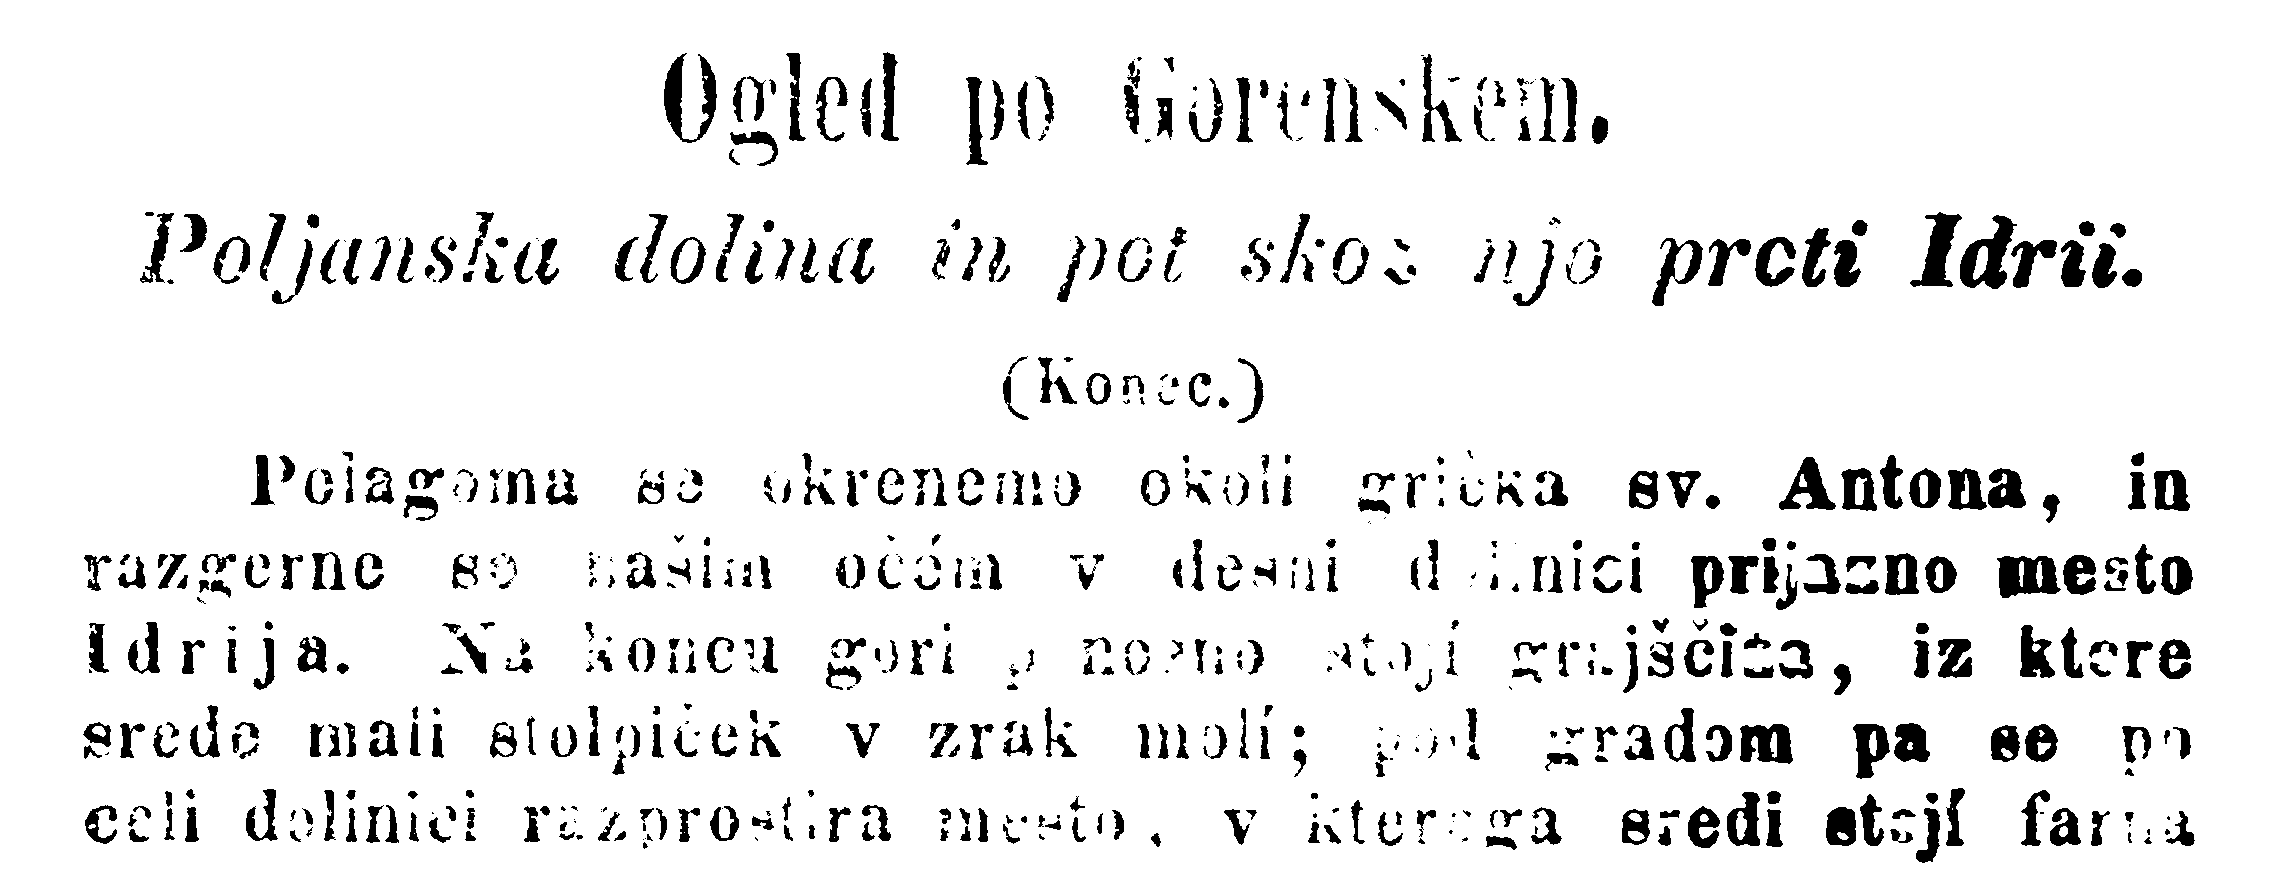 Ogled po Gorenskem.
Poljanska dolina in pot skoz njo proti Idrii.
(Konec.)
Polagoma se okrenemo okoli grička sv. Antona, in
razgerne se našim očém v desni dolinici prijazno mesto
Idrija. Na koncu gori ponosno stojí grajščina, iz ktere
srede mali stolpiček v zrak molí; pod gradom pa se po
celi dolinici razprostira mesto, v kterega sredi stojí farna